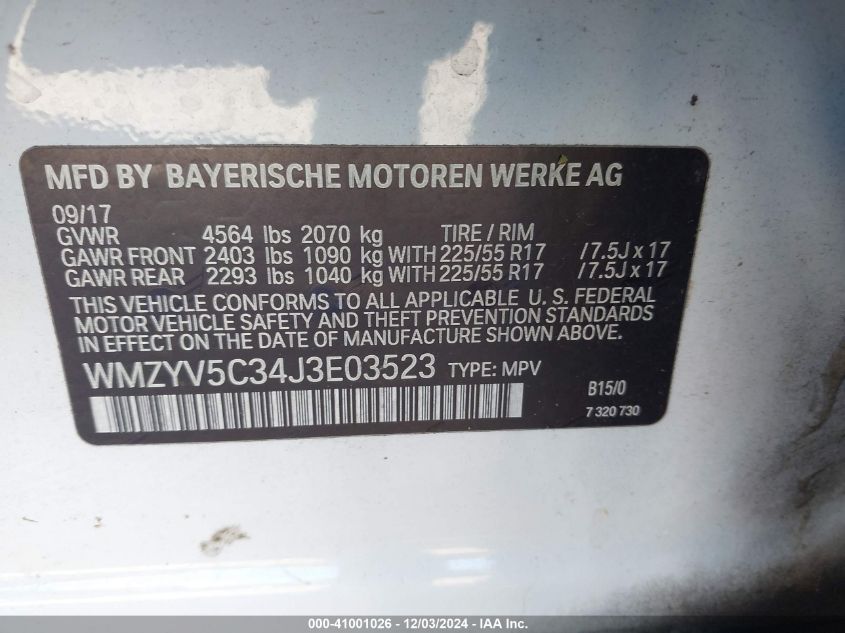 MFD BY BAYERISCHE MOTOREN WERKE AG
09/17
GVWR 4564 lbs 2070 kg TIRE / RIM
GAWR FRONT 2403 lbs 1090 kg WITH 225/55 R17 /7.5J x 17
GAWR REAR 2293 lbs 1040 kg WITH 225/55 R17 /7.5J x 17
THIS VEHICLE CONFORMS TO ALL APPLICABLE U. S. FEDERAL
MOTOR VEHICLE SAFETY AND THEFT PREVENTION STANDARDS
IN EFFECT ON THE DATE OF MANUFACTURE SHOWN ABOVE.
WMZYV5C34J3E03523 TYPE: MPV
B15/0
7 320 730
000-41001026 - 12/03/2024 - IAA Inc.